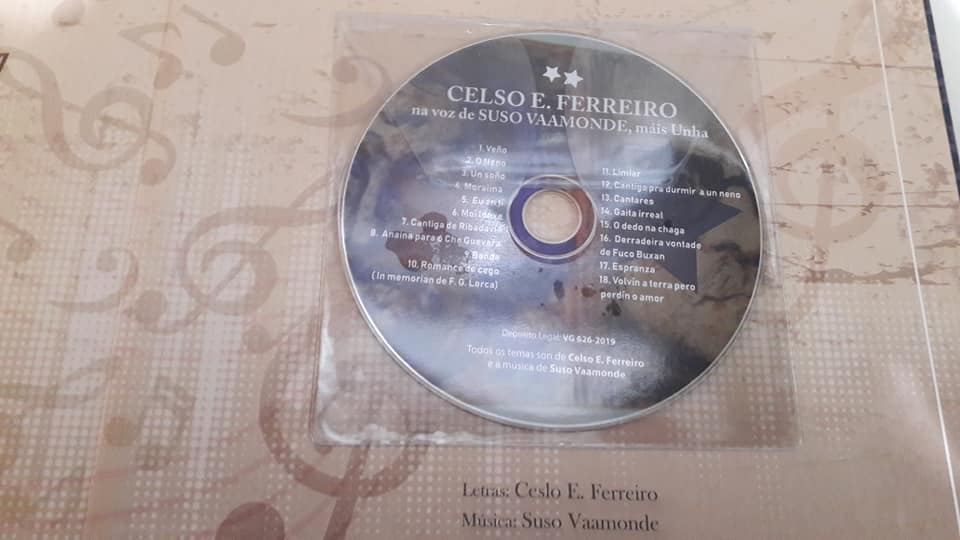 CELSO E. FERREIRO
na voz de SUSO VAAMONDE, máis Unha
1. Veño
2. O Neno
3. Un soño
4. Moraima
5. Eu en ti
6. Moi lonxe
7. Cantiga de Ribadavia
8. Anaina para ó Che Guevara
9. Bando
10. Romance de cego
( In memorian de F. G. Lorca)
11. Limiar
12. Cantiga pra durmir a un neno
13. Cantares
14. Gaita irreal
15. O dedo na chaga
16. Derradeira vontade
de Fuco Buxan
17. Espranza
18. Volvín a terra pero
perdín o amor
Depósito Legal: VG 626-2019
Todos os temas son de Celso E. Ferreiro
e a música de Suso Vaamonde
Letras: Ceslo E. Ferreiro
Música: Suso Vaamonde